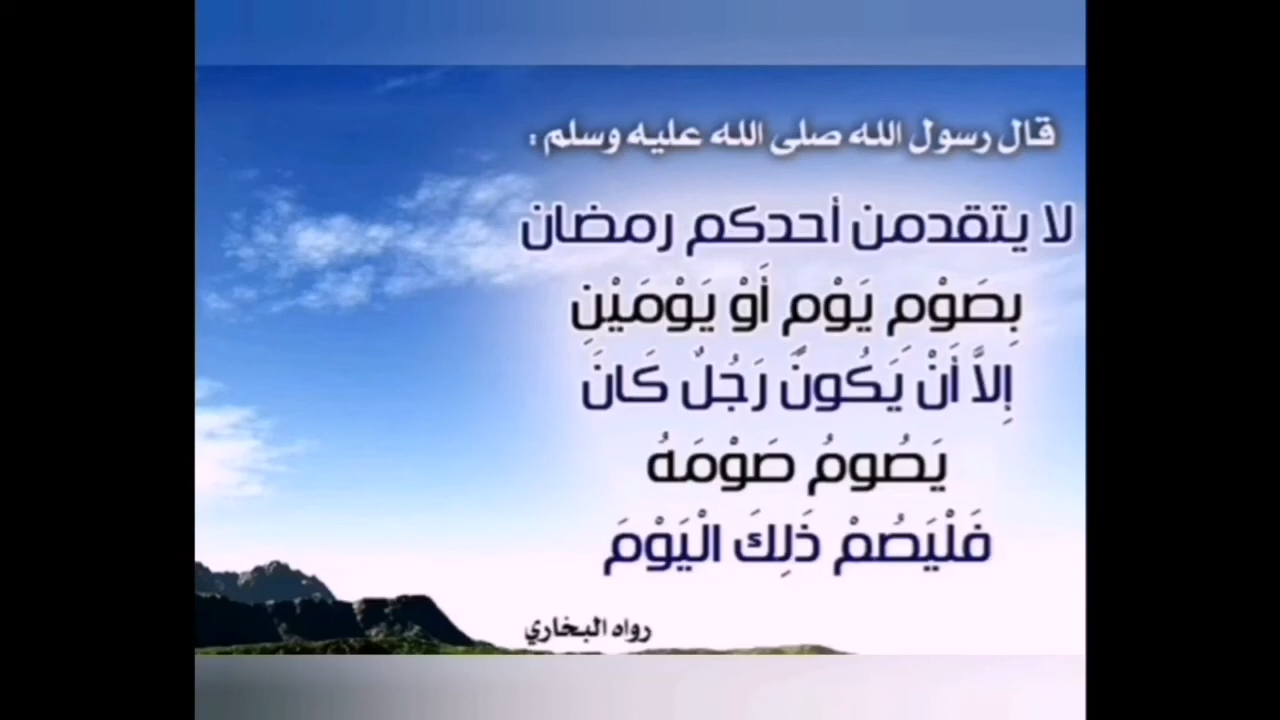 قال رسول الله صلى الله عليه وسلم :
لا يتقدمن أحدكم رمضان
بِصَوْمِ يَوْمٍ أَوْ يَوْمَيْنِ
إِلاَّ أَنْ يَكُونَ رَجُلٌ كَانَ
يَصُومُ صَوْمَهُ
فَلْيَصُمْ ذَلِكَ الْيَوْمَ
رواه البخاري